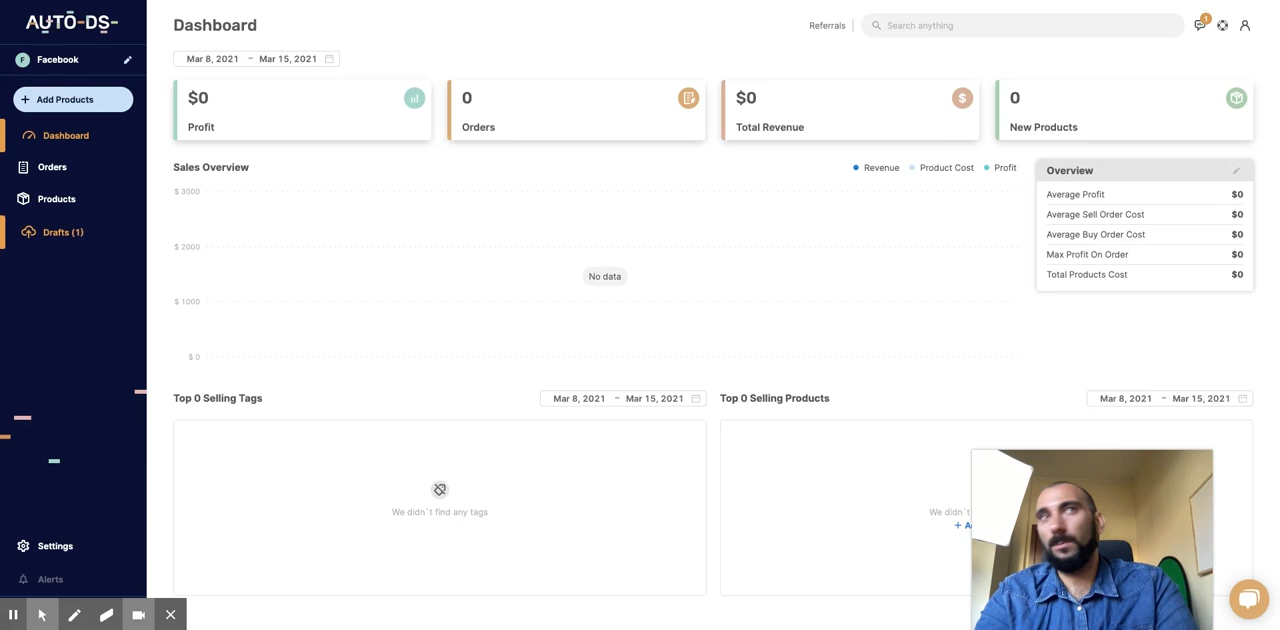 AUTO-DS-
F Facebook
+ Add Products
Dashboard
Orders
Products
Drafts (1)
Settings
Alerts
Dashboard
Referrals
Search anything
1
Mar 8, 2021 ~ Mar 15, 2021
$0
Profit
0
Orders
$0
$
Total Revenue
0
New Products
Sales Overview
Revenue Product Cost Profit
$ 3000
$ 2000
$ 1000
$ 0
No data
Overview
Average Profit $0
Average Sell Order Cost $0
Average Buy Order Cost $0
Max Profit On Order $0
Total Products Cost $0
Top 0 Selling Tags
Mar 8, 2021 ~ Mar 15, 2021
We didn`t find any tags
Top 0 Selling Products
Mar 8, 2021 ~ Mar 15, 2021
We didn`t
+